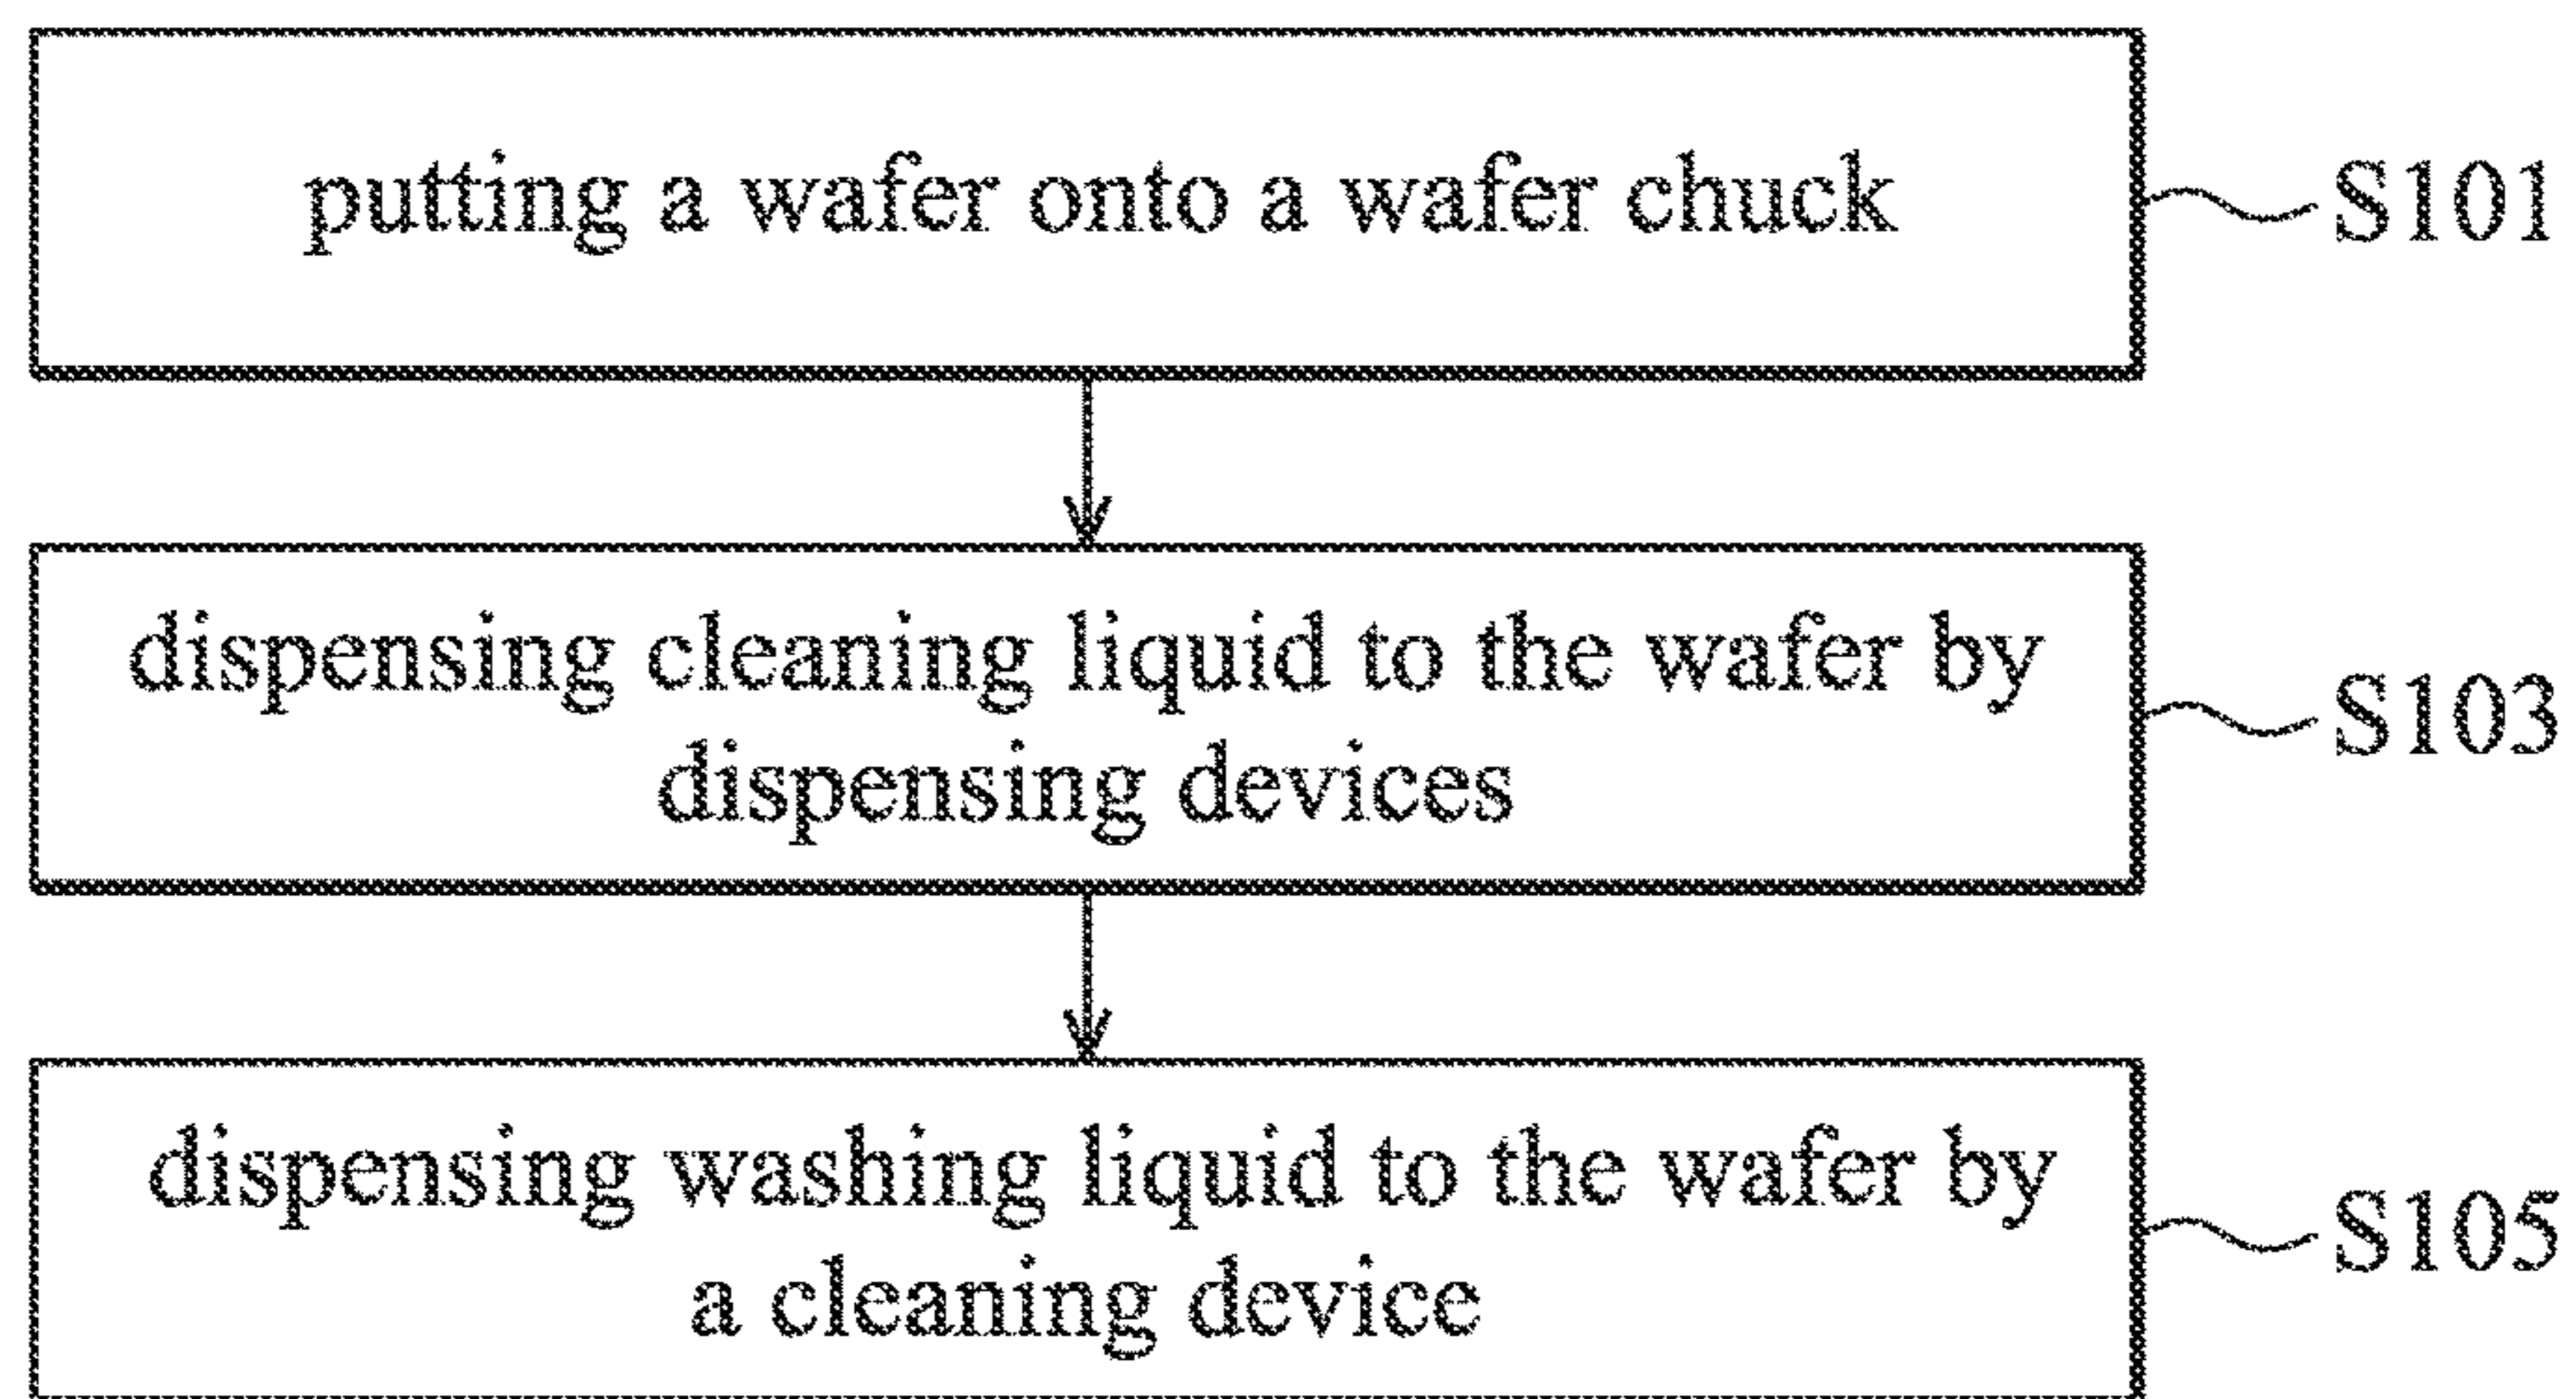 putting a wafer onto a wafer chuck
S101
dispensing cleaning liquid to the wafer by
dispensing devices
S103
dispensing washing liquid to the wafer by
a cleaning device
S105